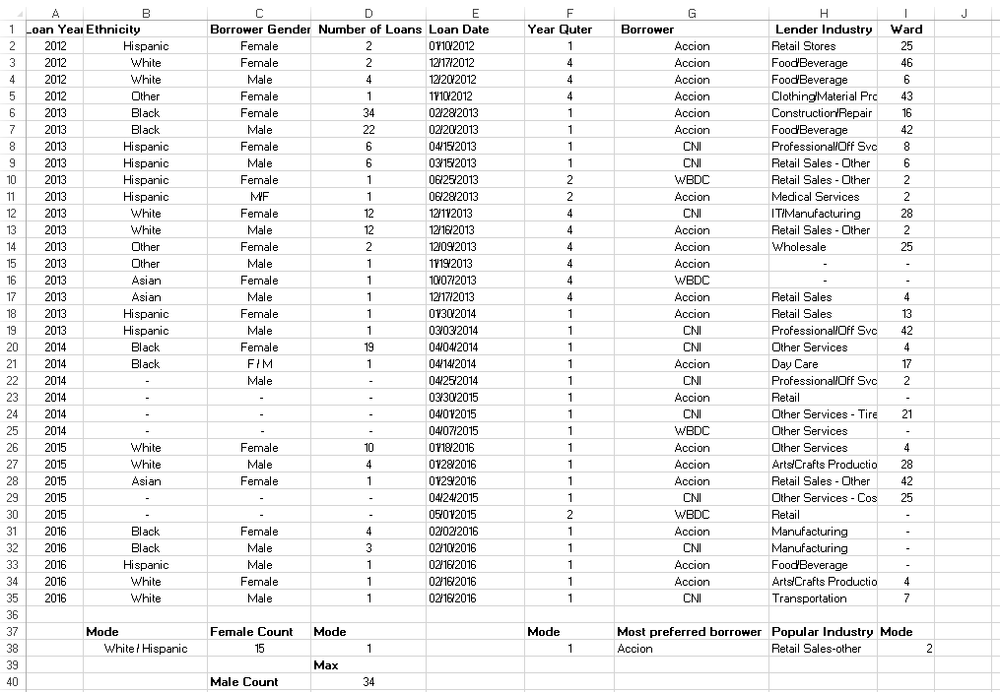 A B C D E F G H I J
1 Loan Year Ethnicity Borrower Gender Number of Loans Loan Date Year Quter Borrower Lender Industry Ward
2 2012 Hispanic Female 2 01/10/2012 1 Accion Retail Stores 25
3 2012 White Female 2 12/17/2012 4 Accion Food/Beverage 46
4 2012 White Male 4 12/20/2012 4 Accion Food/Beverage 6
5 2012 Other Female 1 11/10/2012 4 Accion Clothing/Material Prc 43
6 2013 Black Female 34 02/28/2013 1 Accion Construction/Repair 16
7 2013 Black Male 22 02/20/2013 1 Accion Food/Beverage 42
8 2013 Hispanic Female 6 04/15/2013 1 CNI Professional/Off Svc 8
9 2013 Hispanic Male 6 03/15/2013 1 CNI Retail Sales - Other 6
10 2013 Hispanic Female 1 06/25/2013 2 WBDC Retail Sales - Other 2
11 2013 Hispanic M/F 1 06/28/2013 2 Accion Medical Services 2
12 2013 White Female 12 12/11/2013 4 CNI IT/Manufacturing 28
13 2013 White Male 12 12/16/2013 4 Accion Retail Sales - Other 2
14 2013 Other Female 2 12/09/2013 4 Accion Wholesale 25
15 2013 Other Male 1 11/19/2013 4 Accion - -
16 2013 Asian Female 1 10/07/2013 4 WBDC - -
17 2013 Asian Male 1 12/17/2013 4 Accion Retail Sales 4
18 2013 Hispanic Female 1 01/30/2014 1 Accion Retail Sales 13
19 2013 Hispanic Male 1 03/03/2014 1 CNI Professional/Off Svc 42
20 2014 Black Female 19 04/04/2014 1 CNI Other Services 4
21 2014 Black F / M 1 04/14/2014 1 Accion Day Care 17
22 2014 - Male - 04/25/2014 1 CNI Professional/Off Svc 2
23 2014 - - - 03/30/2015 1 Accion Retail -
24 2014 - - - 04/01/2015 1 CNI Other Services - Tire 21
25 2014 - - - 04/07/2015 1 WBDC Other Services -
26 2015 White Female 10 01/18/2016 1 Accion Other Services 4
27 2015 White Male 4 01/28/2016 1 Accion Arts/Crafts Productio 28
28 2015 Asian Female 1 01/29/2016 1 Accion Retail Sales - Other 42
29 2015 - - - 04/24/2015 1 CNI Other Services - Cos 25
30 2015 - - - 05/01/2015 2 WBDC Retail -
31 2016 Black Female 4 02/02/2016 1 Accion Manufacturing -
32 2016 Black Male 3 02/10/2016 1 CNI Manufacturing -
33 2016 Hispanic Male 1 02/16/2016 1 Accion Food/Beverage -
34 2016 White Female 1 02/16/2016 1 Accion Arts/Crafts Productio 4
35 2016 White Male 1 02/16/2016 1 CNI Transportation 7
36
37 Mode Female Count Mode Mode Most preferred borrower Popular Industry Mode
38 White / Hispanic 15 1 1 Accion Retail Sales-other 2
39 Max
40 Male Count 34